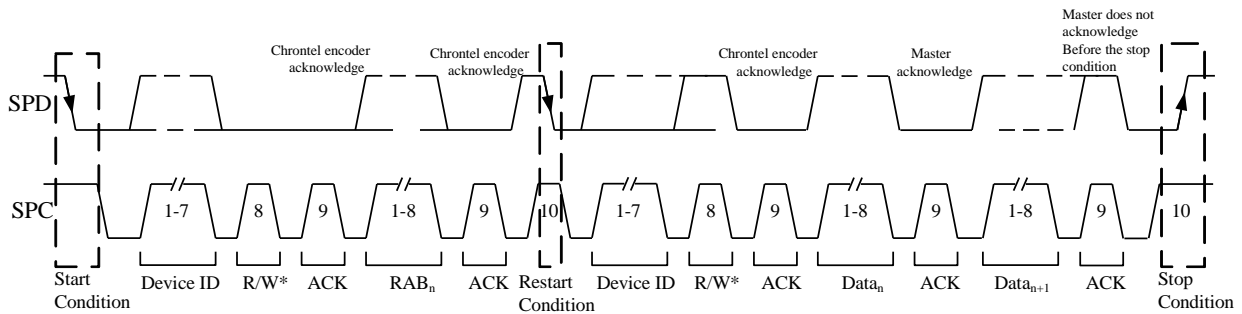 Master does not
acknowledge
Before the stop
condition
Chrontel encoder
acknowledge
Chrontel encoder
acknowledge
Chrontel encoder
acknowledge
Master
acknowledge
SPD
SPC
1-7
8
9
1-8
9
10
1-7
8
9
1-8
9
1-8
9
10
Start
Condition
Device ID
R/W*
ACK
RABn
ACK
Restart
Condition
Device ID
R/W*
ACK
Datan
ACK
Datan+1
ACK
Stop
Condition